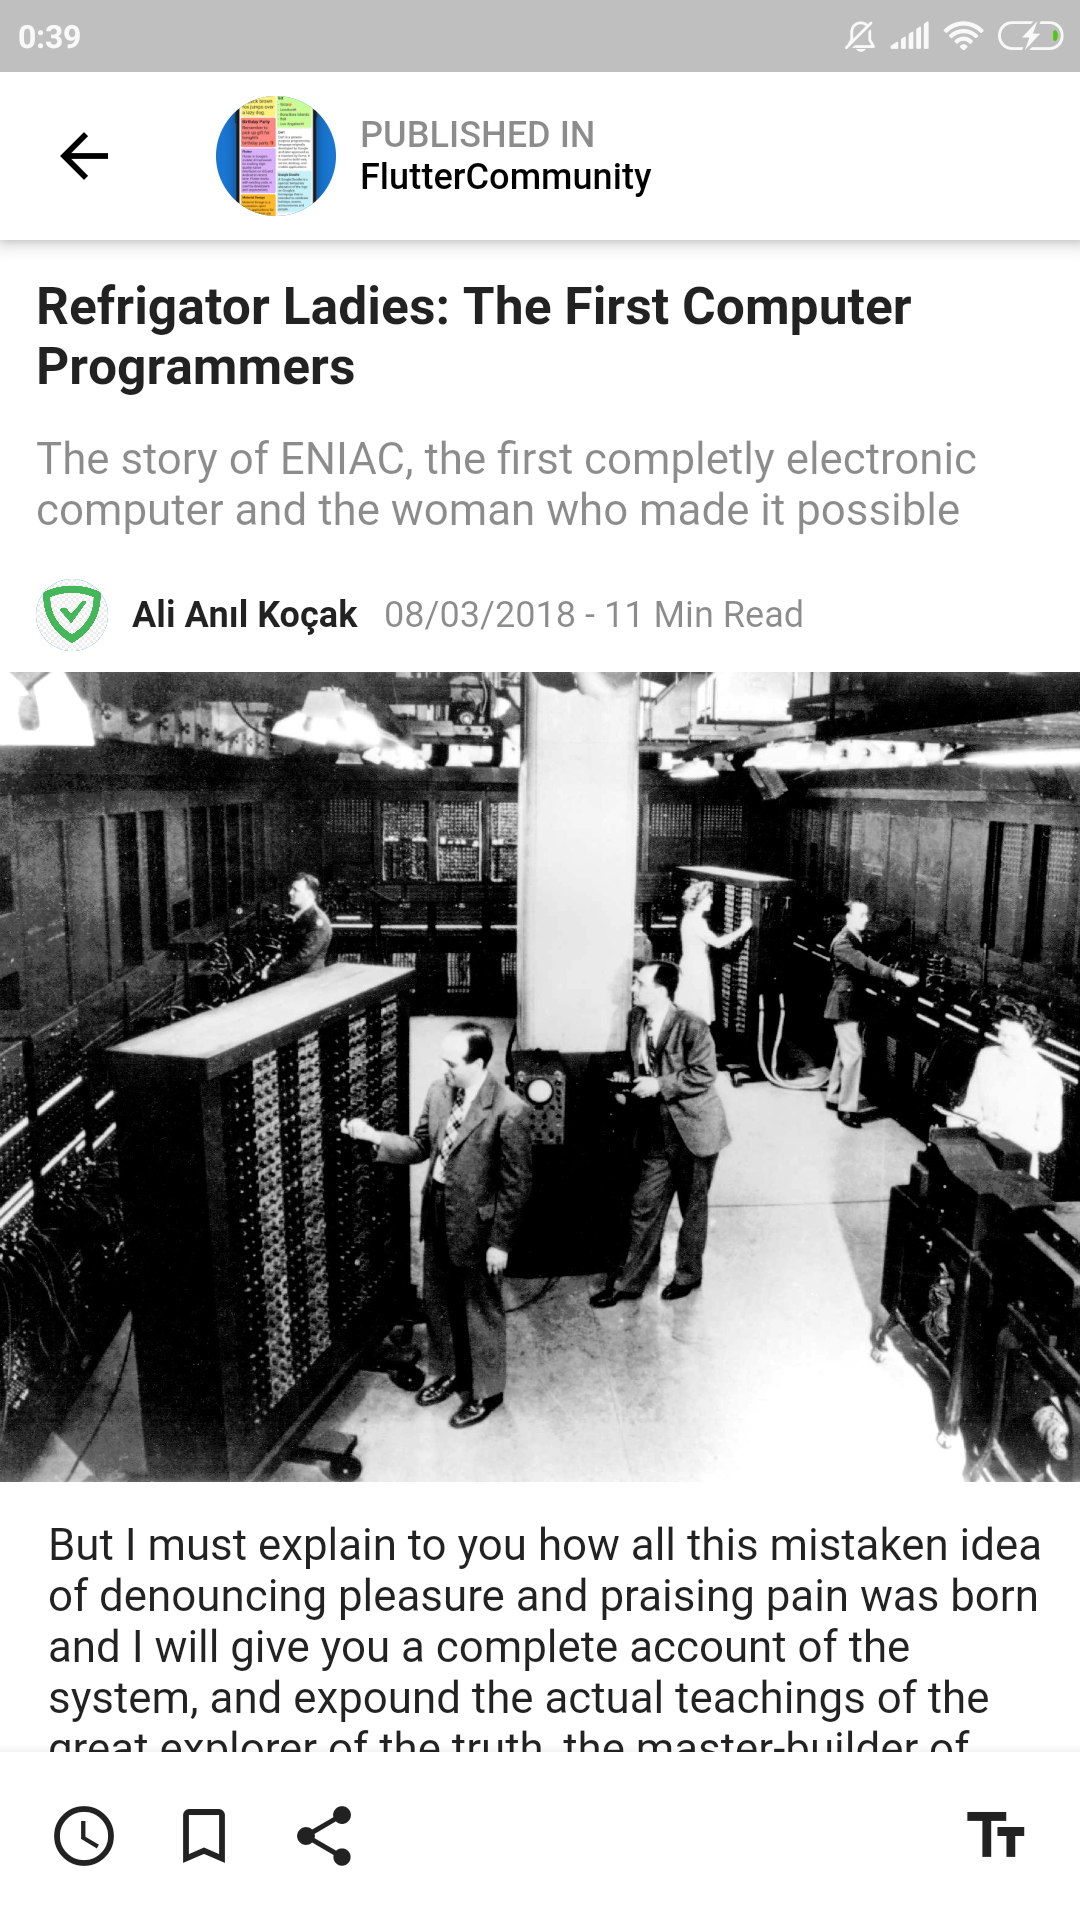 0:39
PUBLISHED IN
FlutterCommunity
Refrigator Ladies: The First Computer
Programmers
The story of ENIAC, the first completly electronic
computer and the woman who made it possible
Ali Anıl Koçak 08/03/2018 - 11 Min Read
But I must explain to you how all this mistaken idea
of denouncing pleasure and praising pain was born
and I will give you a complete account of the
system, and expound the actual teachings of the
great explorer of the truth, the master-builder of